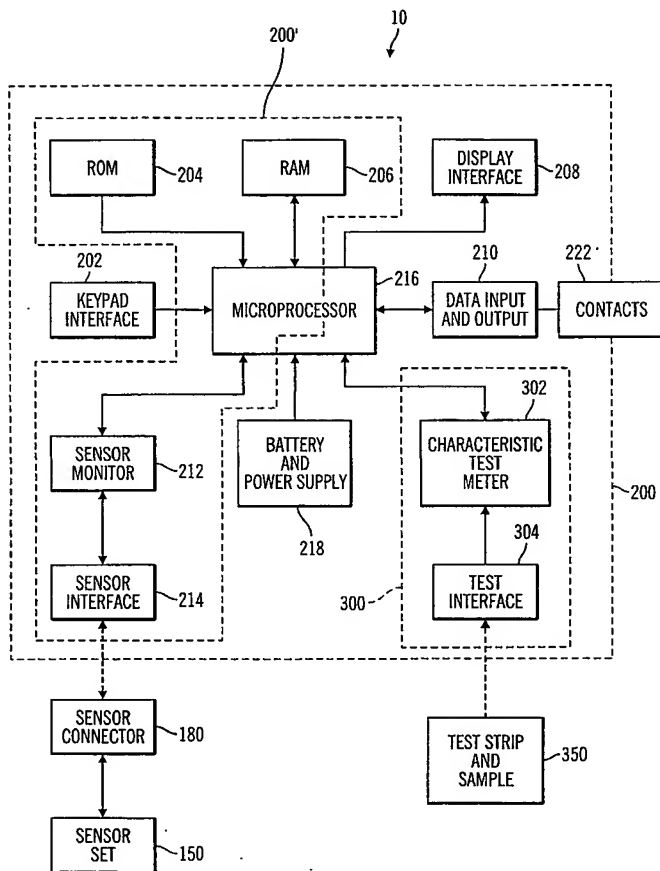 10
200'
ROM
204
RAM
206
DISPLAY
INTERFACE
208
202
KEYPAD
INTERFACE
MICROPROCESSOR
216
210
DATA INPUT
AND OUTPUT
222
CONTACTS
302
SENSOR
MONITOR
212
BATTERY
AND
POWER SUPPLY
218
CHARACTERISTIC
TEST
METER
200
304
SENSOR
INTERFACE
214
300
TEST
INTERFACE
SENSOR
CONNECTOR
180
TEST STRIP
AND
SAMPLE
350
SENSOR
SET
150